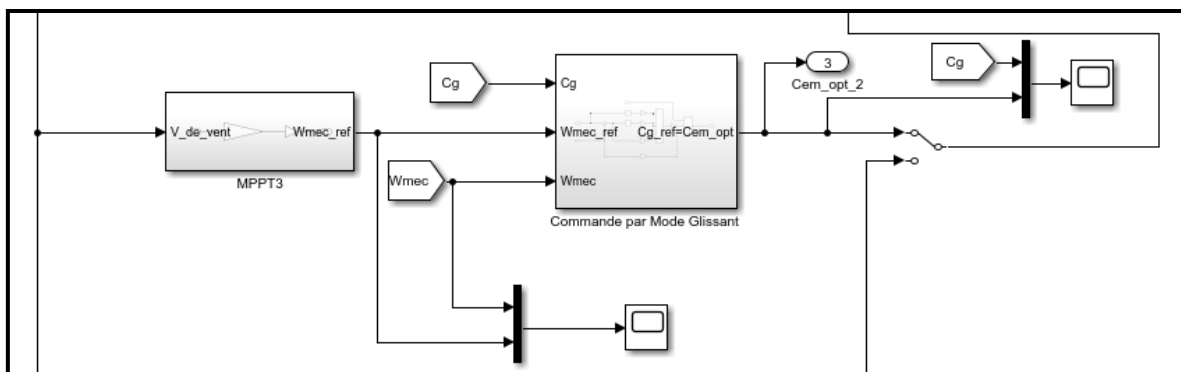 V_de_vent
Wmec_ref
MPPT3
Cg
Wmec
Cg
Wmec_ref
Cg_ref=Cem_opt
Wmec
Commande par Mode Glissant
3
Cem_opt_2
Cg